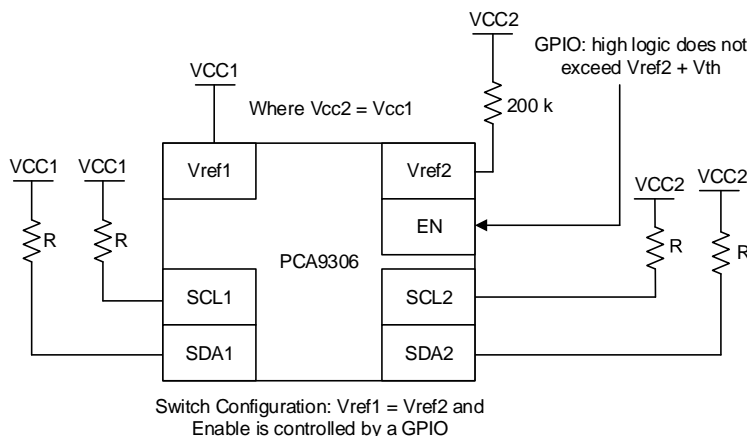 VCC2
GPIO: high logic does not
exceed Vref2 + Vth
VCC1
Where Vcc2 = Vcc1
200 k
VCC1
VCC1
Vref1
Vref2
VCC2
VCC2
R
R
EN
R
R
PCA9306
SCL1
SCL2
SDA1
SDA2
Switch Configuration: Vref1 = Vref2 and
Enable is controlled by a GPIO